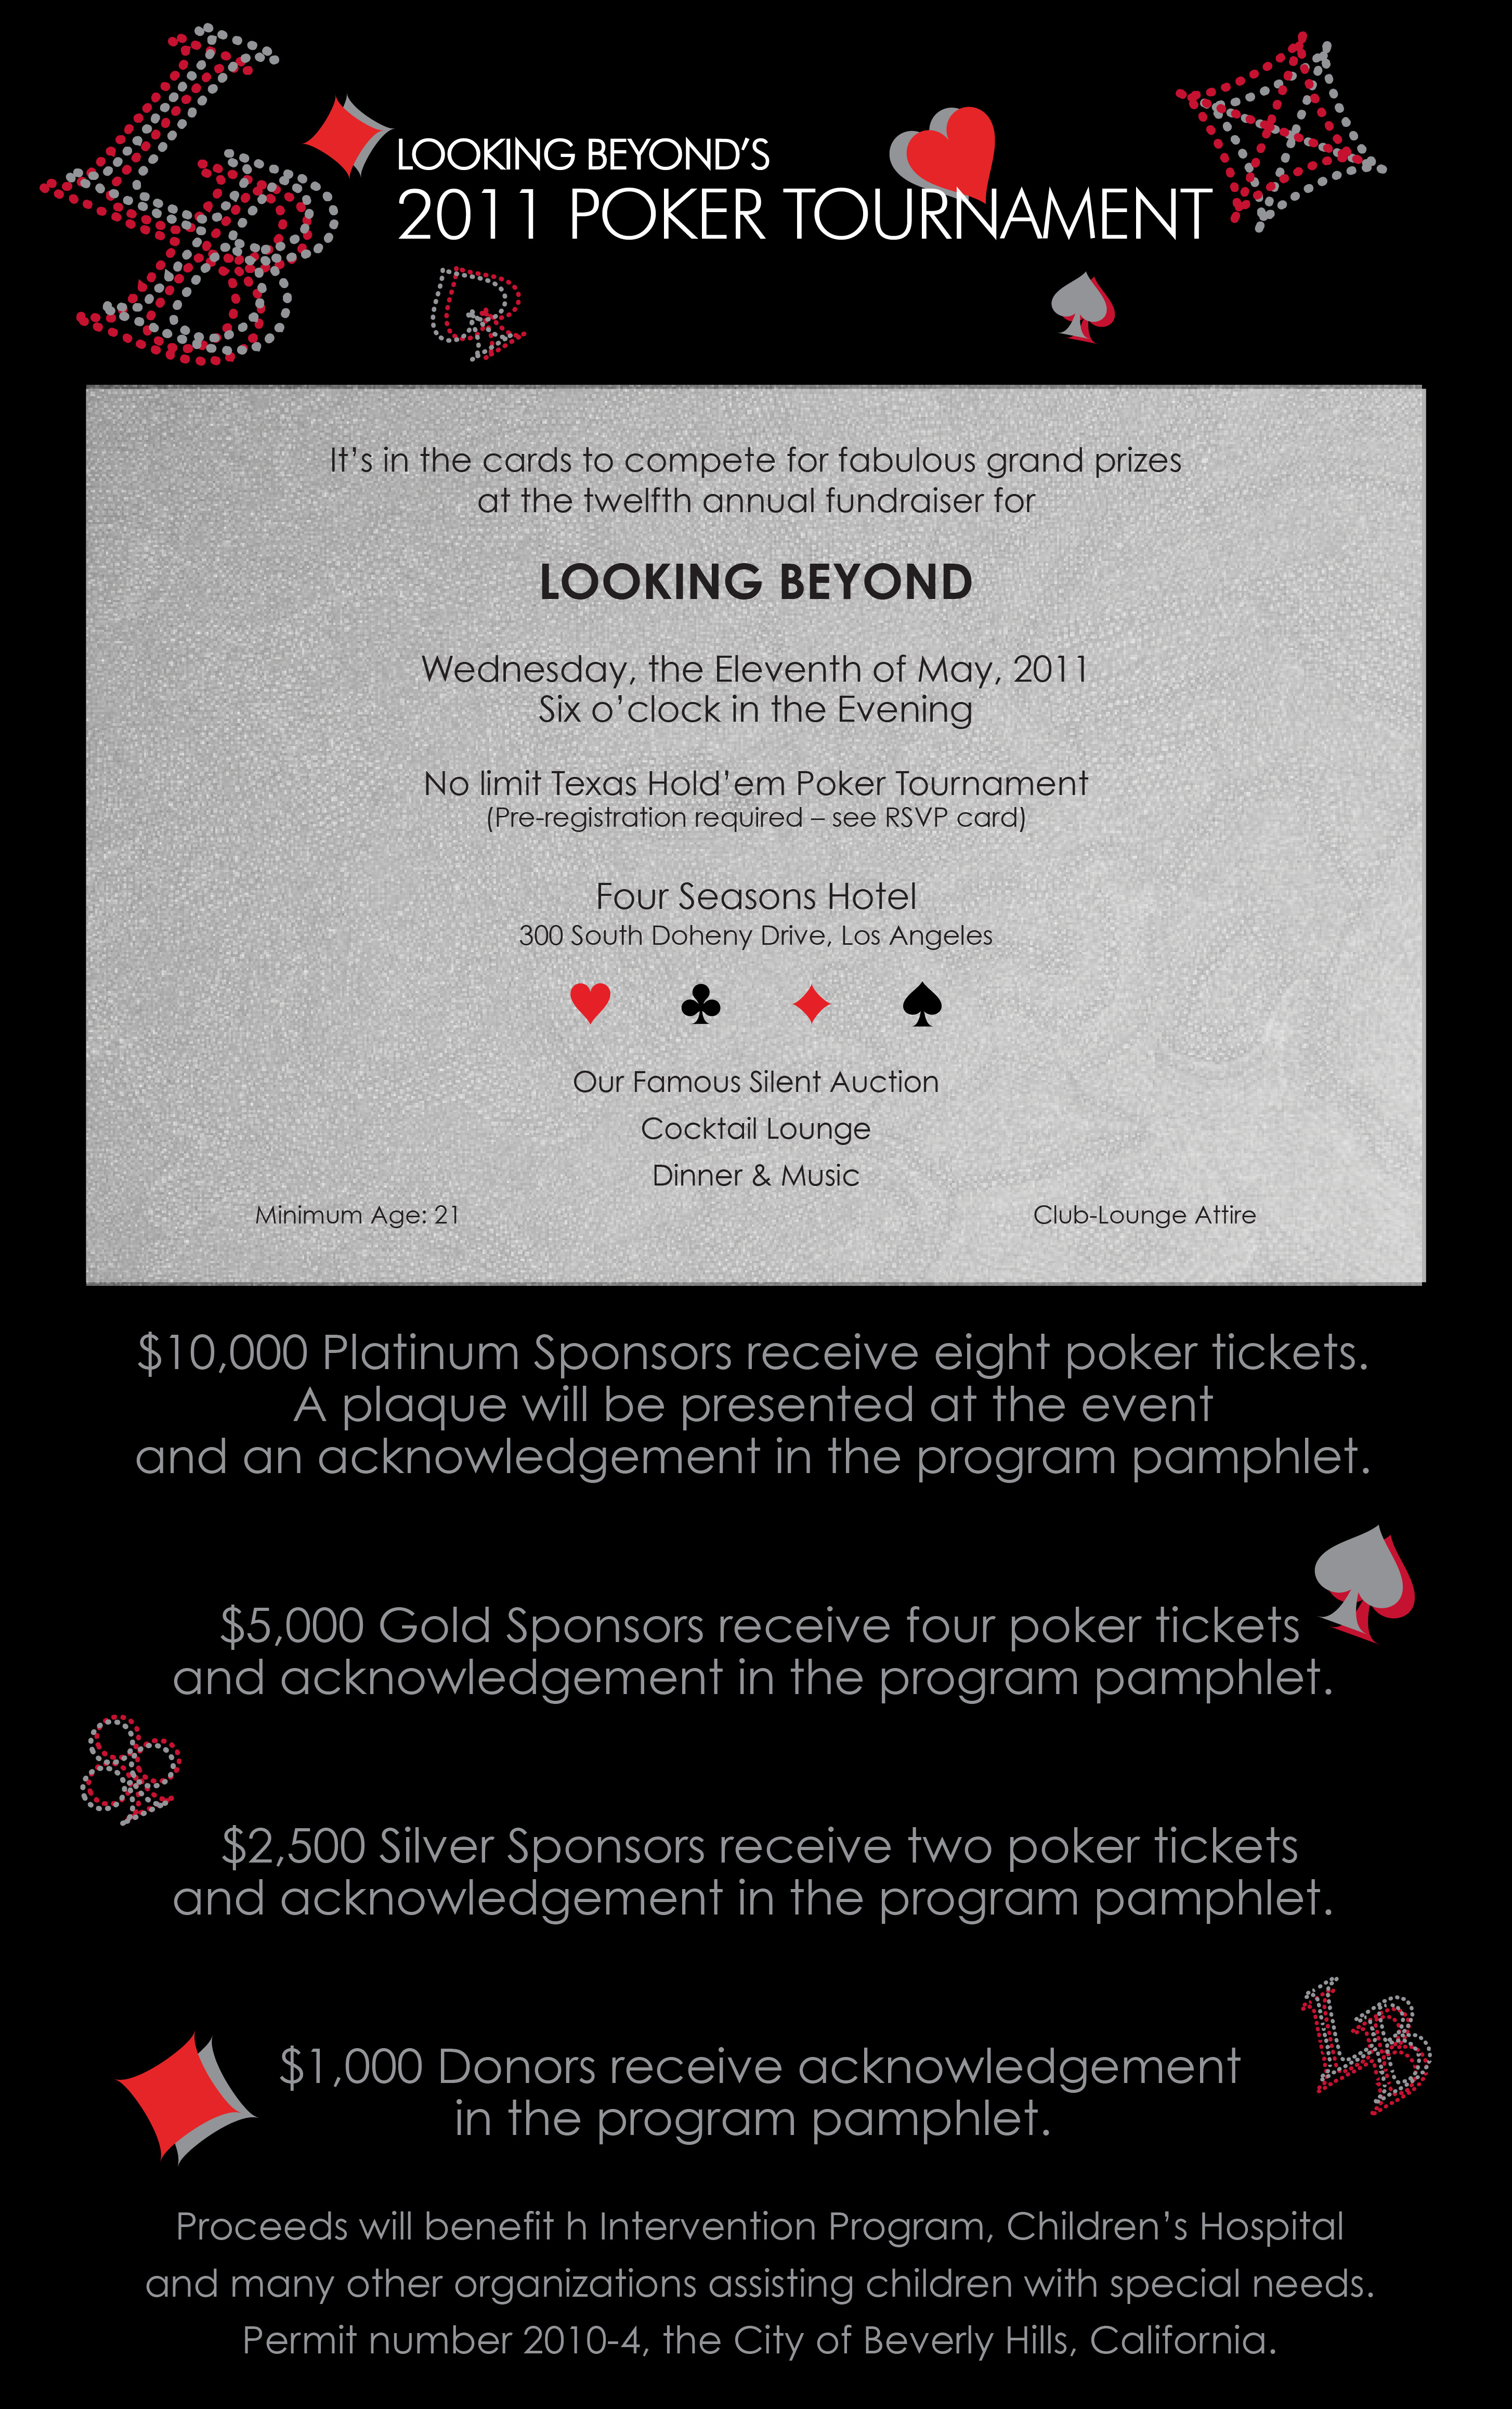 LB
LOOKING BEYOND’S
2011 POKER TOURNAMENT
It’s in the cards to compete for fabulous grand prizes
at the twelfth annual fundraiser for
LOOKING BEYOND
Wednesday, the Eleventh of May, 2011
Six o’clock in the Evening
No limit Texas Hold’em Poker Tournament
(Pre-registration required – see RSVP card)
Four Seasons Hotel
300 South Doheny Drive, Los Angeles
Our Famous Silent Auction
Cocktail Lounge
Dinner & Music
Minimum Age: 21
Club-Lounge Attire
$10,000 Platinum Sponsors receive eight poker tickets.
A plaque will be presented at the event
and an acknowledgement in the program pamphlet.
$5,000 Gold Sponsors receive four poker tickets
and acknowledgement in the program pamphlet.
$2,500 Silver Sponsors receive two poker tickets
and acknowledgement in the program pamphlet.
LB
$1,000 Donors receive acknowledgement
in the program pamphlet.
Proceeds will benefit h Intervention Program, Children’s Hospital
and many other organizations assisting children with special needs.
Permit number 2010-4, the City of Beverly Hills, California.